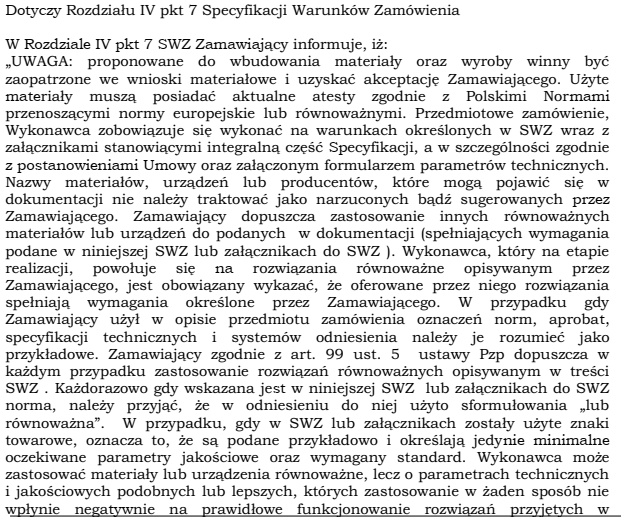 Dotyczy Rozdziału IV pkt 7 Specyfikacji Warunków Zamówienia
W Rozdziale IV pkt 7 SWZ Zamawiający informuje, iż:
„UWAGA: proponowane do wbudowania materiały oraz wyroby winny być
zaopatrzone we wnioski materiałowe i uzyskać akceptację Zamawiającego. Użyte
materiały muszą posiadać aktualne atesty zgodnie z Polskimi Normami
przenoszącymi normy europejskie lub równoważnymi. Przedmiotowe zamówienie,
Wykonawca zobowiązuje się wykonać na warunkach określonych w SWZ wraz z
załącznikami stanowiącymi integralną część Specyfikacji, a w szczególności zgodnie
z postanowieniami Umowy oraz załączonym formularzem parametrów technicznych.
Nazwy materiałów, urządzeń lub producentów, które mogą pojawić się w
dokumentacji nie należy traktować jako narzuconych bądź sugerowanych przez
Zamawiającego. Zamawiający dopuszcza zastosowanie innych równoważnych
materiałów lub urządzeń do podanych w dokumentacji (spełniających wymagania
podane w niniejszej SWZ lub załącznikach do SWZ ). Wykonawca, który na etapie
realizacji, powołuje się na rozwiązania równoważne opisywanym przez
Zamawiającego, jest obowiązany wykazać, że oferowane przez niego rozwiązania
spełniają wymagania określone przez Zamawiającego. W przypadku gdy
Zamawiający użył w opisie przedmiotu zamówienia oznaczeń norm, aprobat,
specyfikacji technicznych i systemów odniesienia należy je rozumieć jako
przykładowe. Zamawiający zgodnie z art. 99 ust. 5 ustawy Pzp dopuszcza w
każdym przypadku zastosowanie rozwiązań równoważnych opisywanym w treści
SWZ . Każdorazowo gdy wskazana jest w niniejszej SWZ lub załącznikach do SWZ
norma, należy przyjąć, że w odniesieniu do niej użyto sformułowania „lub
równoważna”. W przypadku, gdy w SWZ lub załącznikach zostały użyte znaki
towarowe, oznacza to, że są podane przykładowo i określają jedynie minimalne
oczekiwane parametry jakościowe oraz wymagany standard. Wykonawca może
zastosować materiały lub urządzenia równoważne, lecz o parametrach technicznych
i jakościowych podobnych lub lepszych, których zastosowanie w żaden sposób nie
wpłynie negatywnie na prawidłowe funkcjonowanie rozwiązań przyjętych w